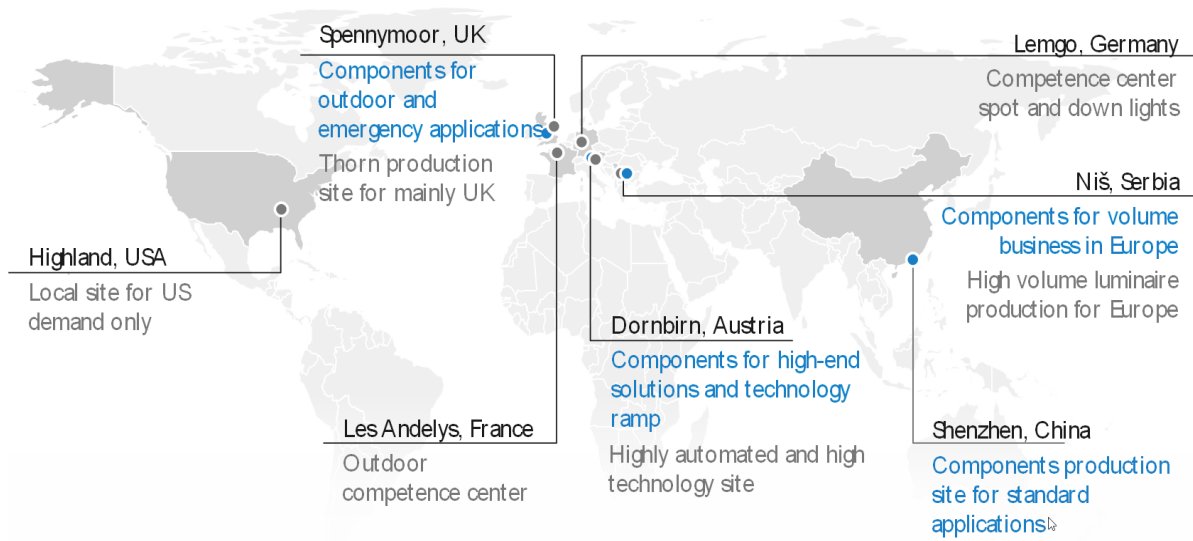 Spennymoor, UK
Components for
outdoor and
emergency applications
Thorn production
site for mainly UK
Lemgo, Germany
Competence center
spot and down lights
Niš, Serbia
Components for volume
business in Europe
High volume luminaire
production for Europe
Highland, USA
Local site for US
demand only
Dornbirn, Austria
Components for high-end
solutions and technology
ramp
Highly automated and high
technology site
Les Andelys, France
Outdoor
competence center
Shenzhen, China
Components production
site for standard
applications